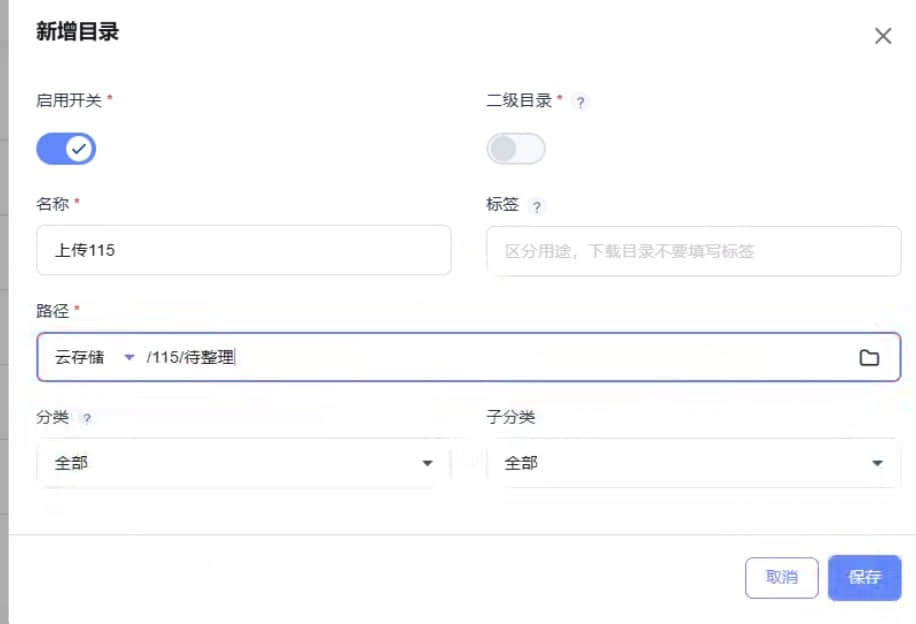 新增目录
启用开关 * 二级目录 * ?
名称 * 标签 ?
上传115 区分用途，下载目录不要填写标签
路径 *
云存储 /115/待整理
分类 ? 子分类
全部 全部
取消 保存